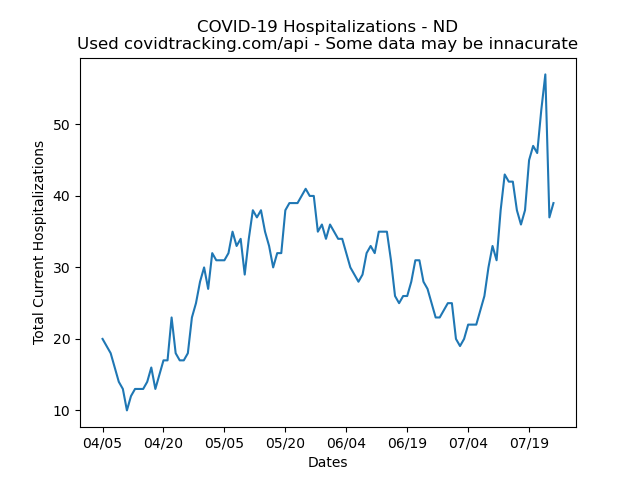 COVID-19 Hospitalizations - ND
Used covidtracking.com/api - Some data may be innacurate
Total Current Hospitalizations
50
40
30
20
10
04/05 04/20 05/05 05/20 06/04 06/19 07/04 07/19
Dates